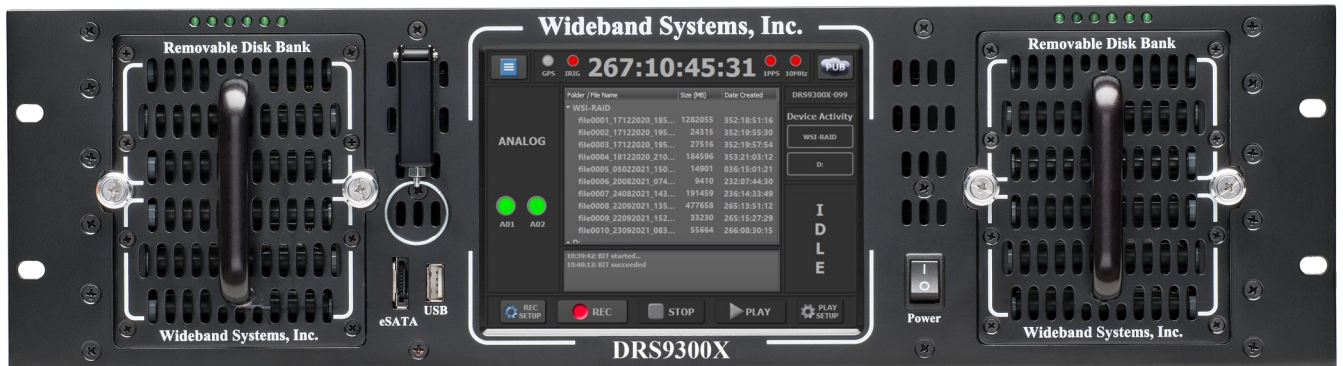 Wideband Systems, Inc.
Removable Disk Bank
Removable Disk Bank
GPS
IRIG
267:10:45:31
1PPS
10MHz
PUB
Folder / File Name Size (MB) Date Created
DRS9300X-099
WSI-RAID
file0001_17122020_185... 1282055 352:18:51:16
file0002_17122020_195... 24315 352:19:55:30
file0003_17122020_195... 27516 352:19:57:54
file0004_18122020_210... 184596 353:21:03:12
file0005_05022021_150... 14901 036:15:01:21
file0006_20082021_074... 9410 232:07:44:30
file0007_24082021_143... 191459 236:14:33:49
file0008_22092021_135... 477658 265:13:51:12
file0009_22092021_152... 33230 265:15:27:29
file0010_23092021_083... 55664 266:08:30:15
D:
ANALOG
A01 A02
Device Activity
WSI-RAID
D:
IDLE
10:39:42: BIT started...
10:40:12: BIT succeeded
REC
SETUP
REC
STOP
PLAY
PLAY
SETUP
eSATA
USB
Power
Wideband Systems, Inc.
Wideband Systems, Inc.
DRS9300X